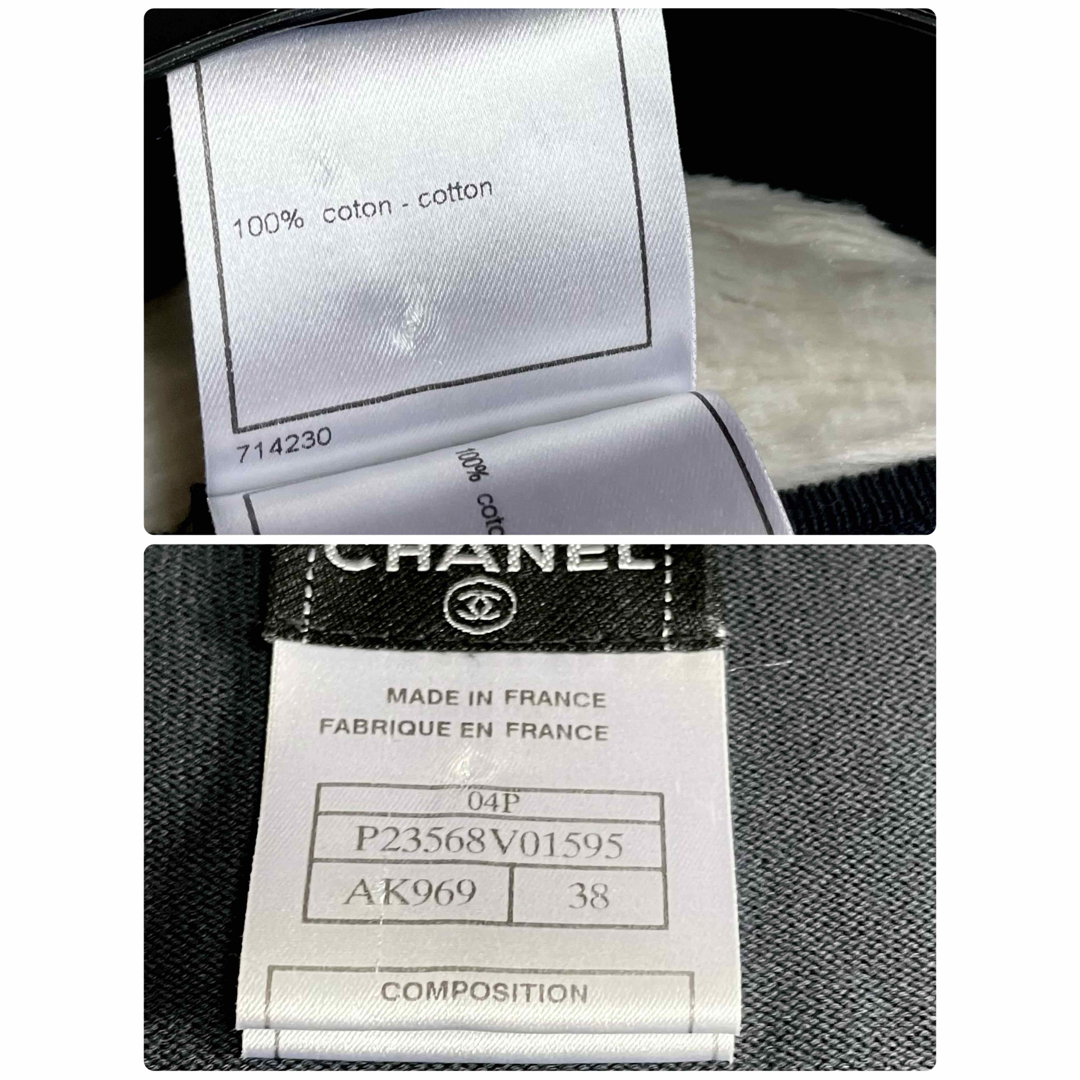 100% coton - cotton
714230
100% coto
CHANEL
MADE IN FRANCE
FABRIQUE EN FRANCE
04P
P23568V01595
AK969 38
COMPOSITION